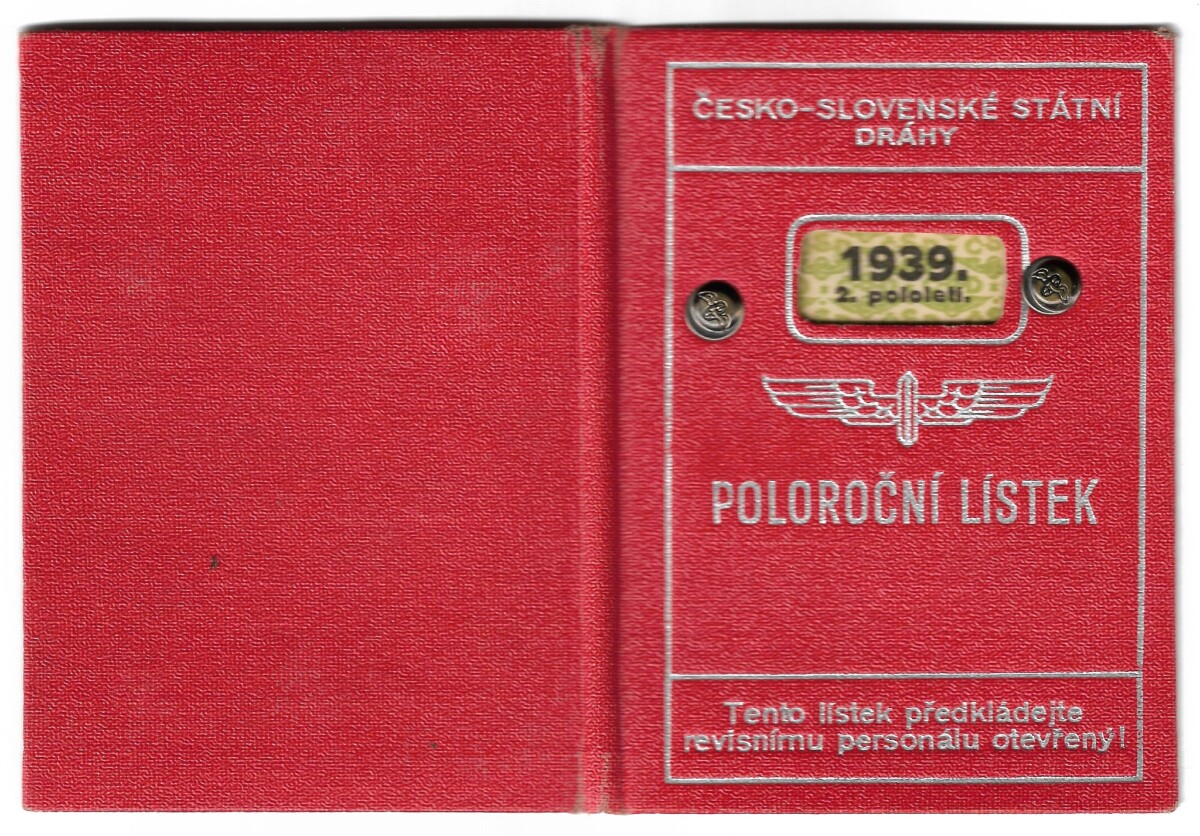 ČESKO-SLOVENSKÉ STÁTNÍ
DRÁHY
1939.
2. pololetí.
POLOROČNÍ LÍSTEK
Tento lístek předkládejte
revisnímu personálu otevřený!